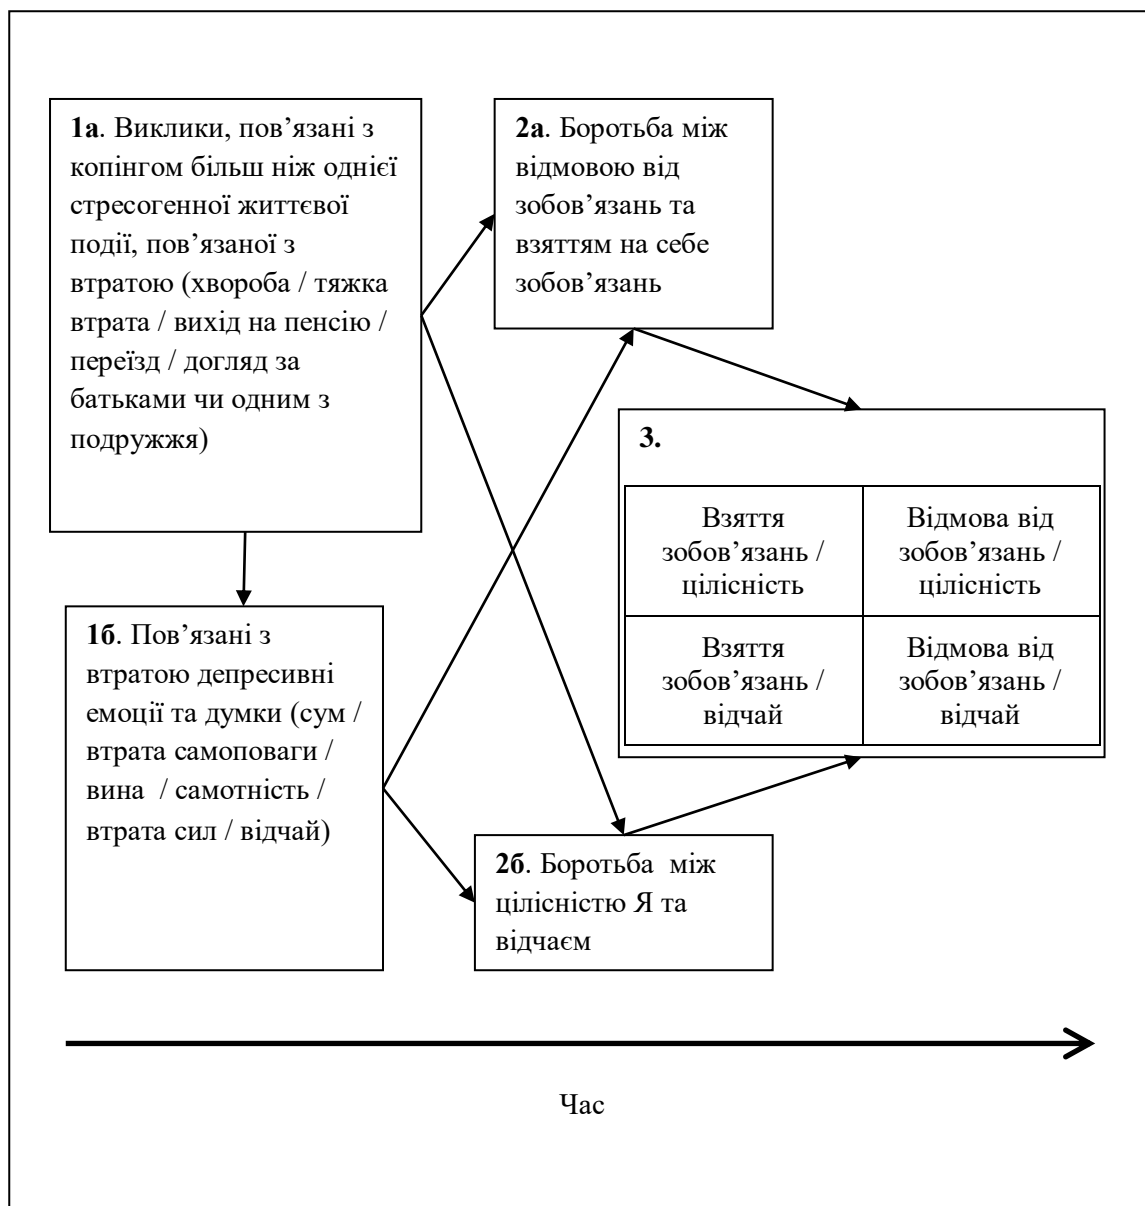 1а. Виклики, пов’язані з
копінгом більш ніж однієї
стресогенної життєвої
події, пов’язаної з
втратою (хвороба / тяжка
втрата / вихід на пенсію /
переїзд / догляд за
батьками чи одним з
подружжя)
1б. Пов’язані з
втратою депресивні
емоції та думки (сум /
втрата самоповаги /
вина / самотність /
втрата сил / відчай)
2а. Боротьба між
відмовою від
зобов’язань та
взяттям на себе
зобов’язань
2б. Боротьба між
цілісністю Я та
відчаєм
3.
Взяття
зобов’язань /
цілісність
Відмова від
зобов’язань /
цілісність
Взяття
зобов’язань /
відчай
Відмова від
зобов’язань /
відчай
Час